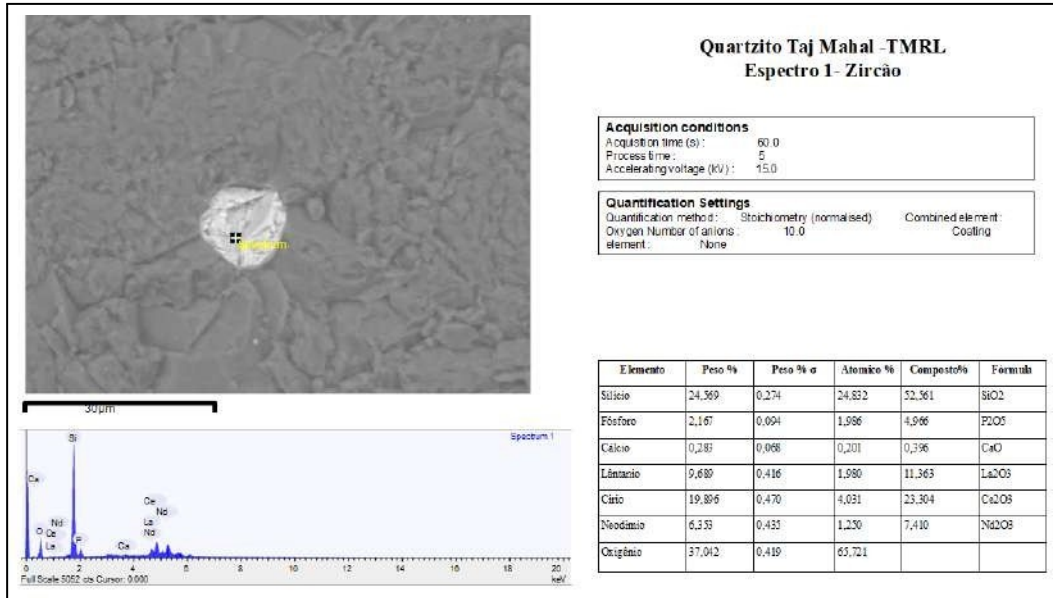 Quartzito Taj Mahal -TMRL
Espectro 1- Zircão
Acquisition conditions
Acquisition time (s) : 60.0
Process time : 5
Accelerating voltage (kV) : 15.0
Quantification Settings
Quantification method : Stoichiometry (normalised) Combined element :
Oxygen Number of anions : 10.0 Coating
element : None
Spectrum
30µm
Spectrum 1
Si
Ca
Ce
Nd
Nd
La
O Ce
P
Nd
La
Ca
0 2 4 6 8 10 12 14 16 18 20
Full Scale 5052 cts Cursor: 0.000 keV
Elemento Peso % Peso % σ Atomico % Composto% Fórmula
Silício 24,569 0,274 24,832 52,561 SiO2
Fósforo 2,167 0,094 1,986 4,966 P2O5
Cálcio 0,283 0,068 0,201 0,396 CaO
Lântanio 9,689 0,416 1,980 11,363 La2O3
Cirio 19,896 0,470 4,031 23,304 Ce2O3
Neodímio 6,353 0,435 1,250 7,410 Nd2O3
Oxigênio 37,042 0,419 65,721